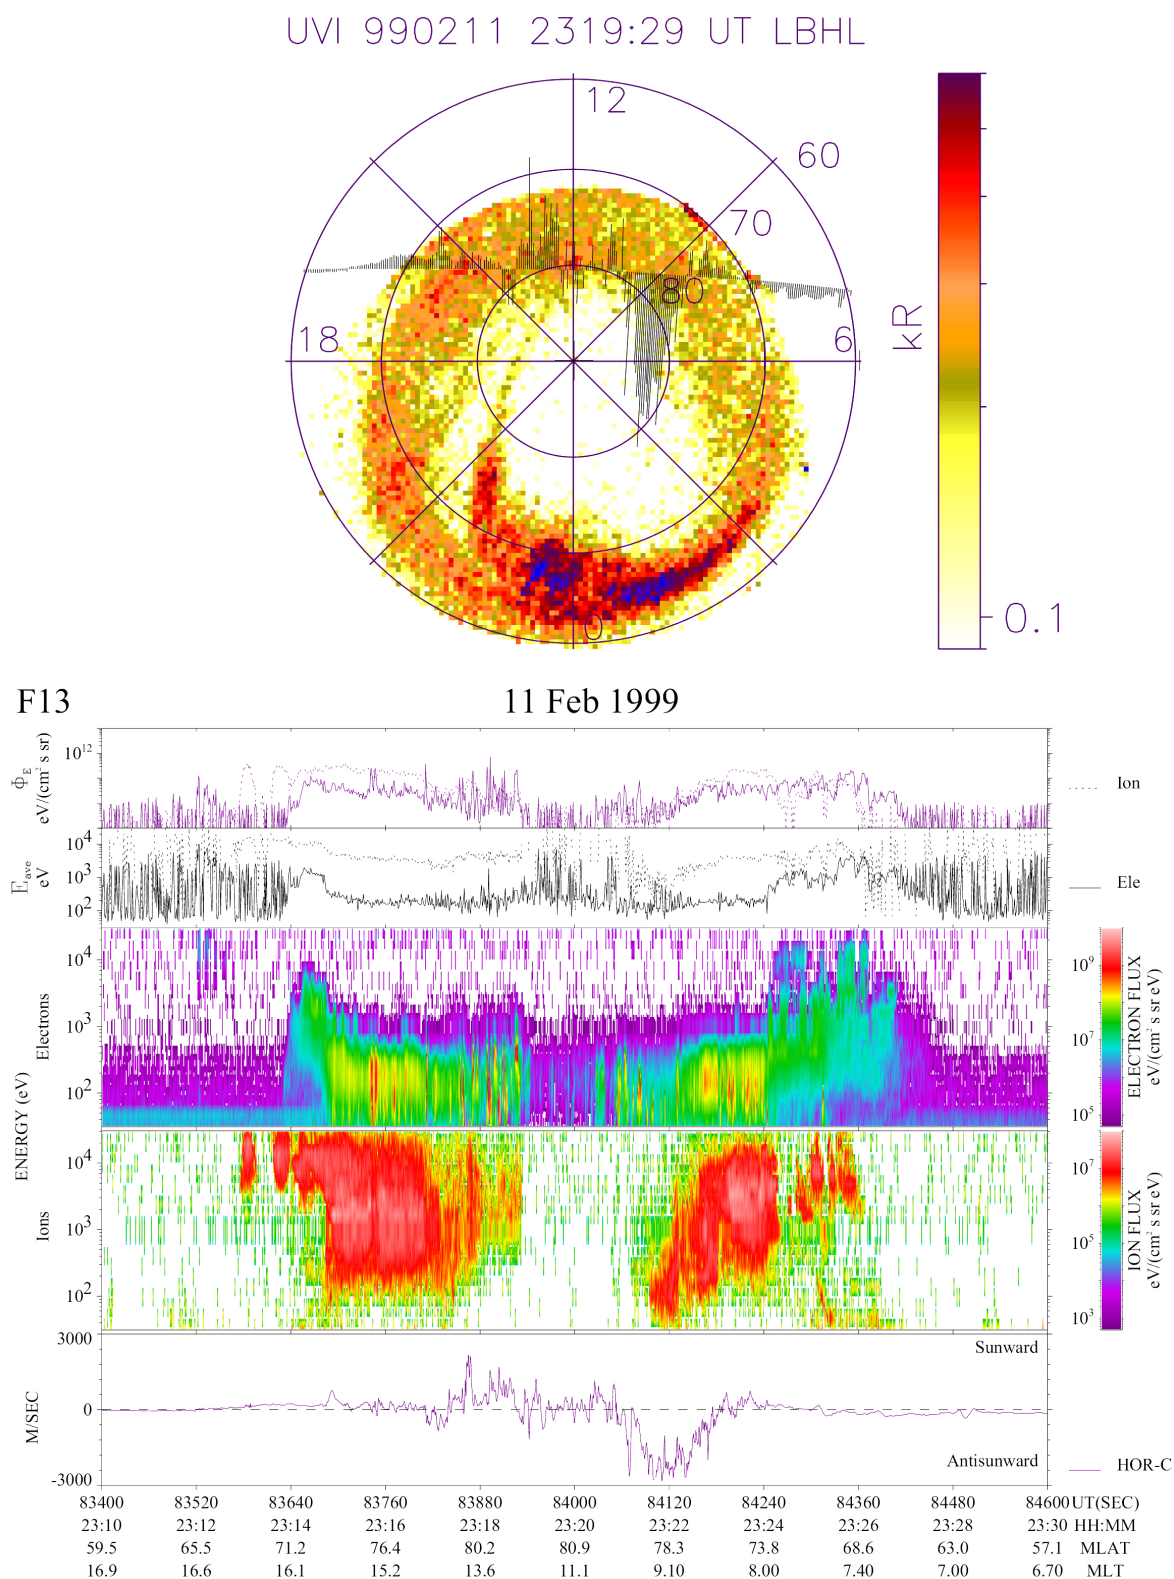 UVI 990211 2319:29 UT LBHL
12
60
70
80
18
6
0
kR
0.1
F13
11 Feb 1999
Φ_E
eV/(cm² s sr)
10¹²
Ion
E_ave
eV
10⁴
10³
10²
Ele
ENERGY (eV)
Electrons
10⁴
10³
10²
10⁹
10⁷
10⁵
ELECTRON FLUX
eV/(cm² s sr eV)
Ions
10⁴
10³
10²
10⁷
10⁵
10³
ION FLUX
eV/(cm² s sr eV)
M/SEC
3000
0
-3000
Sunward
Antisunward
HOR-C
83400 83520 83640 83760 83880 84000 84120 84240 84360 84480 84600 UT(SEC)
23:10 23:12 23:14 23:16 23:18 23:20 23:22 23:24 23:26 23:28 23:30 HH:MM
59.5 65.5 71.2 76.4 80.2 80.9 78.3 73.8 68.6 63.0 57.1 MLAT
16.9 16.6 16.1 15.2 13.6 11.1 9.10 8.00 7.40 7.00 6.70 MLT